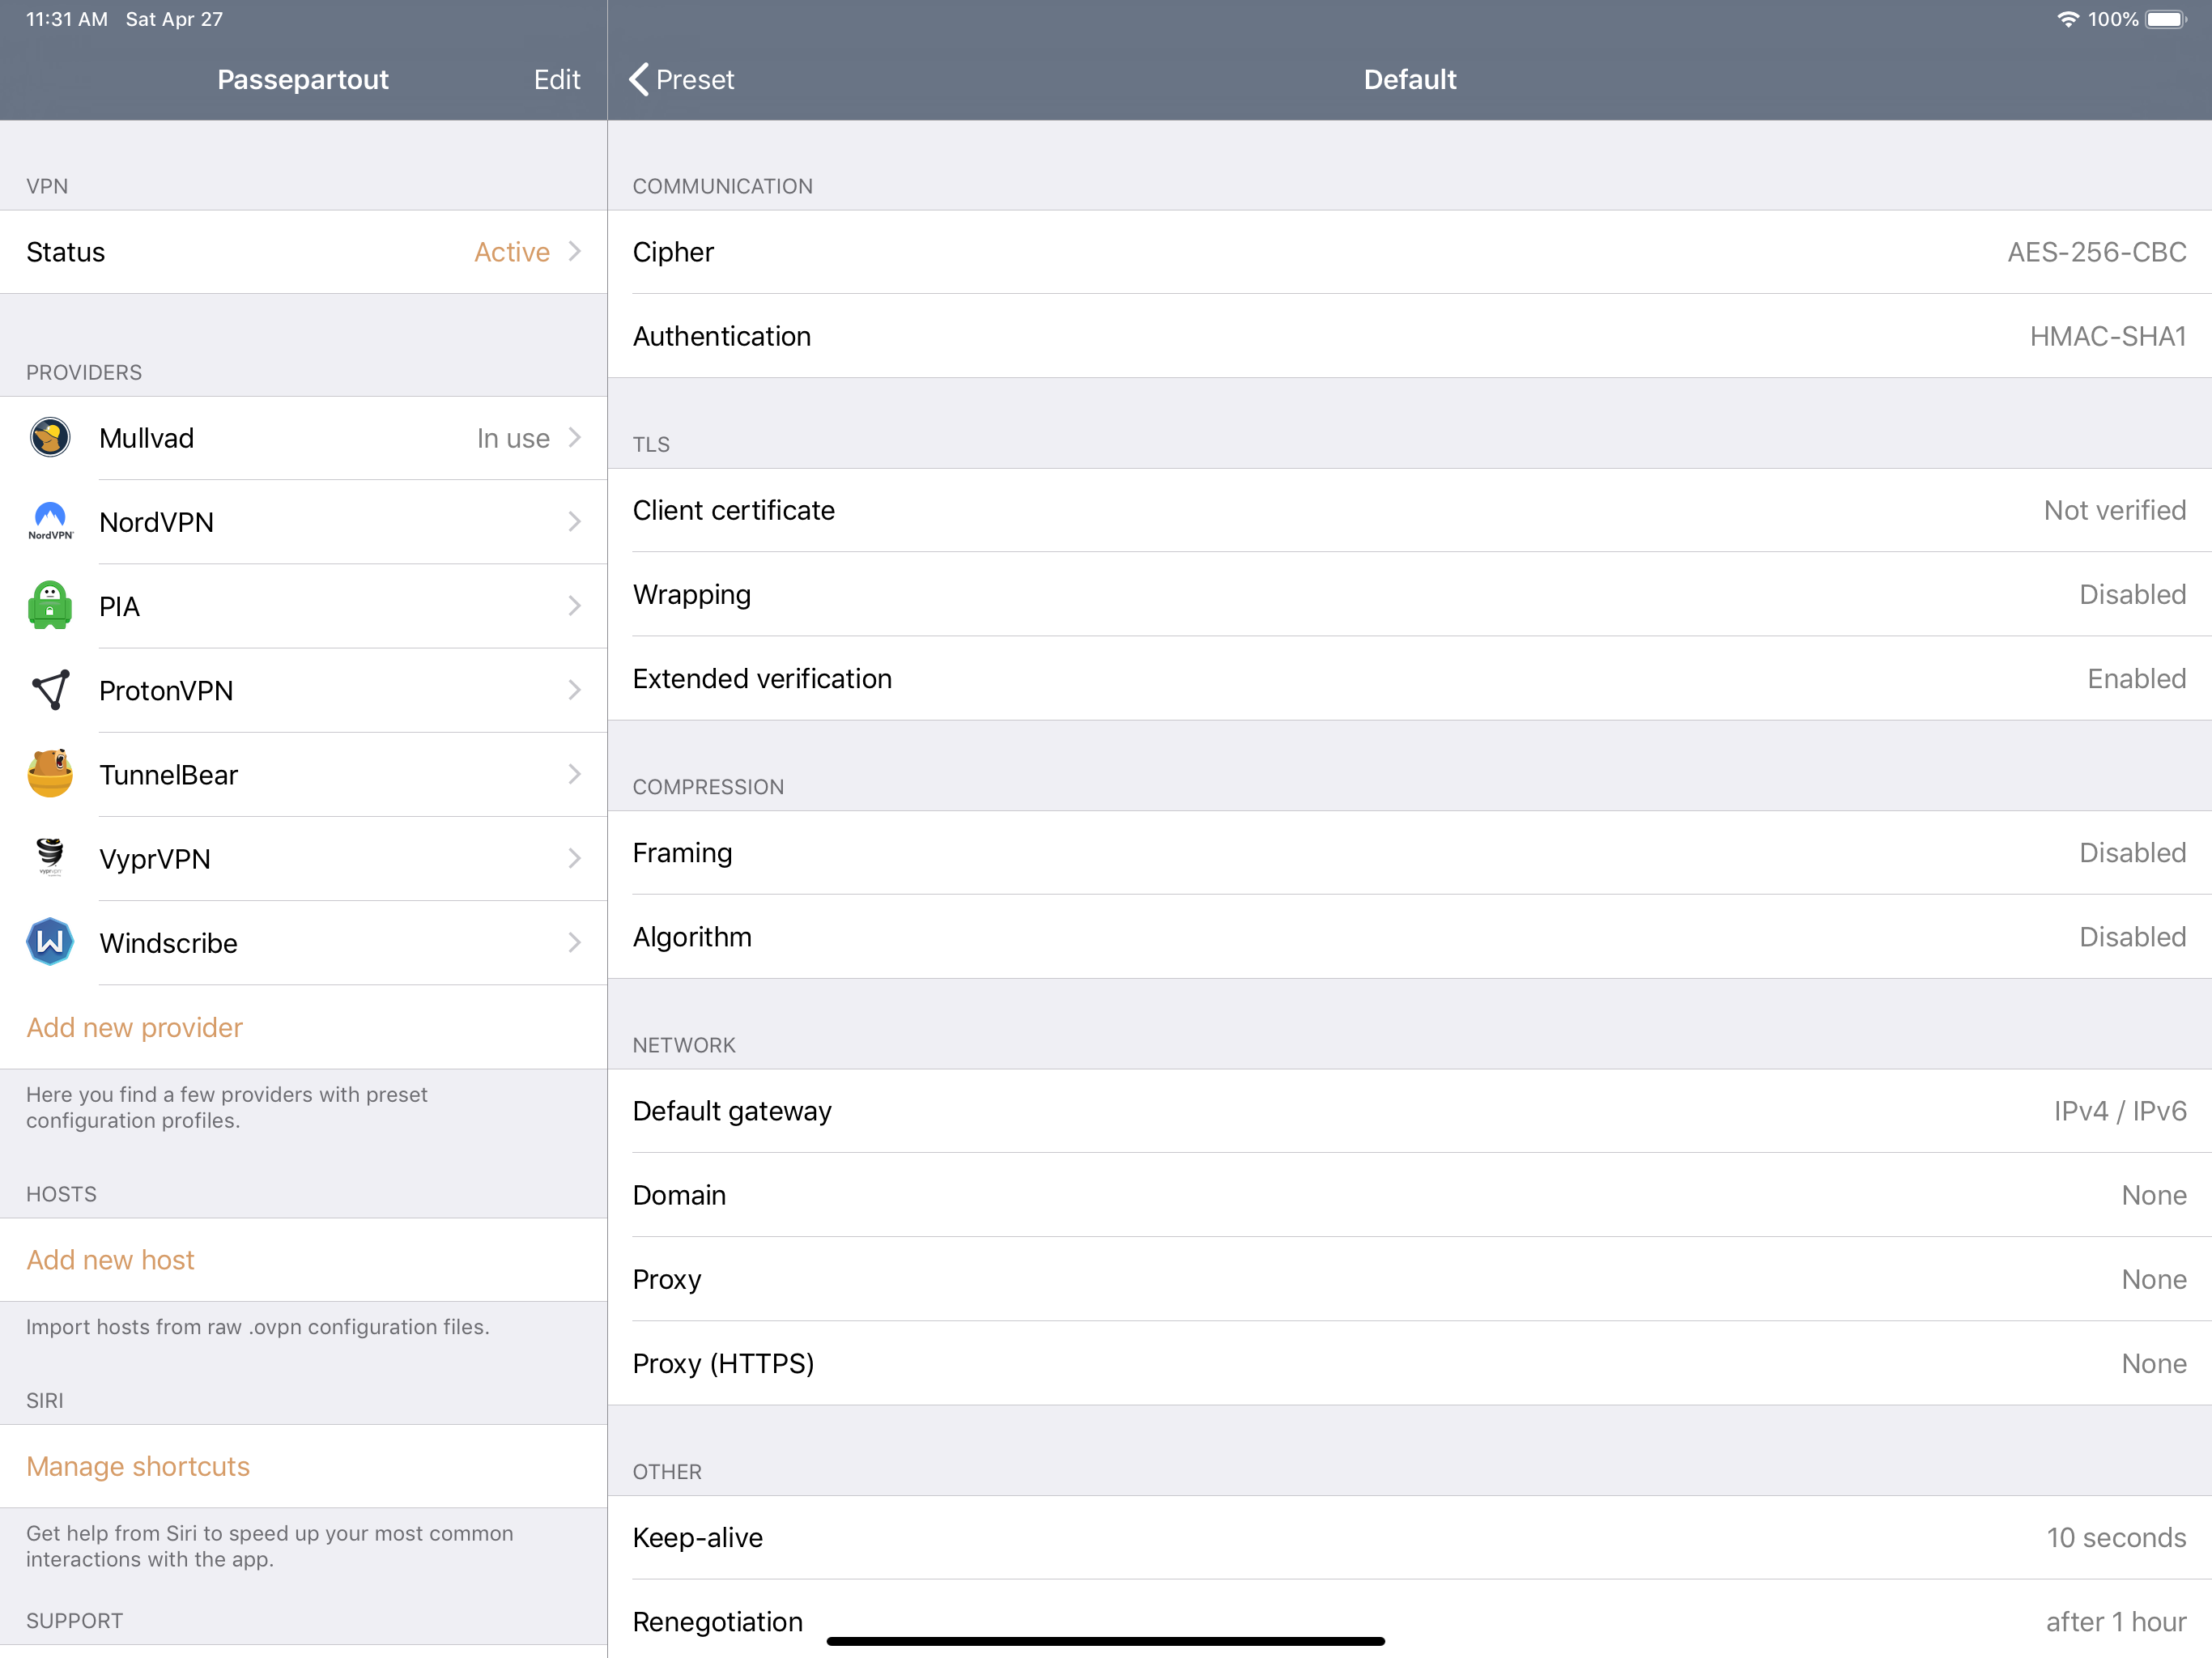 11:31 AM Sat Apr 27
100%
Passepartout
Edit
Preset
Default
VPN
Status Active
PROVIDERS
Mullvad In use
NordVPN
NordVPN
PIA
ProtonVPN
TunnelBear
VyprVPN
Windscribe
Add new provider
Here you find a few providers with preset
configuration profiles.
HOSTS
Add new host
Import hosts from raw .ovpn configuration files.
SIRI
Manage shortcuts
Get help from Siri to speed up your most common
interactions with the app.
SUPPORT
COMMUNICATION
Cipher AES-256-CBC
Authentication HMAC-SHA1
TLS
Client certificate Not verified
Wrapping Disabled
Extended verification Enabled
COMPRESSION
Framing Disabled
Algorithm Disabled
NETWORK
Default gateway IPv4 / IPv6
Domain None
Proxy None
Proxy (HTTPS) None
OTHER
Keep-alive 10 seconds
Renegotiation after 1 hour